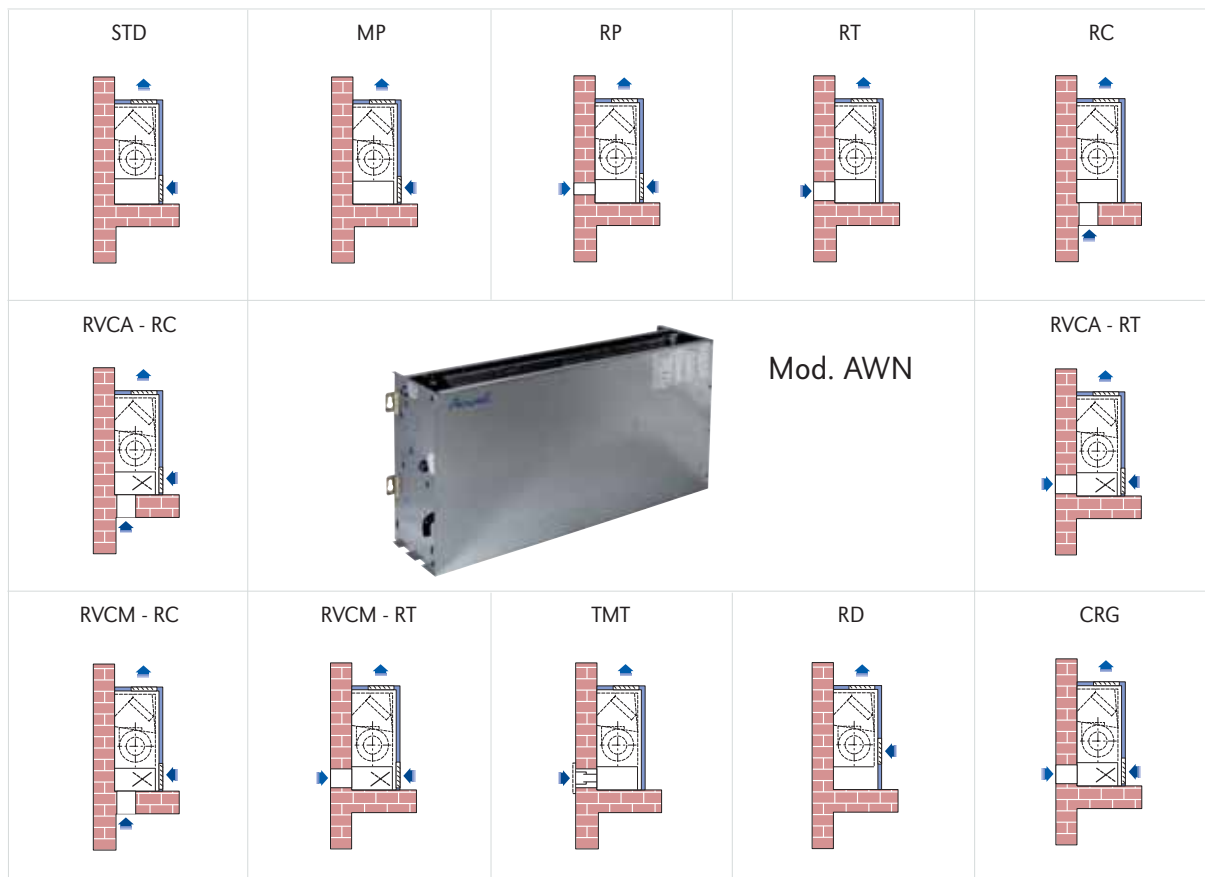 STD
MP
RP
RT
RC
RVCA - RC
Mod. AWN
RVCA - RT
RVCM - RC
RVCM - RT
TMT
RD
CRG